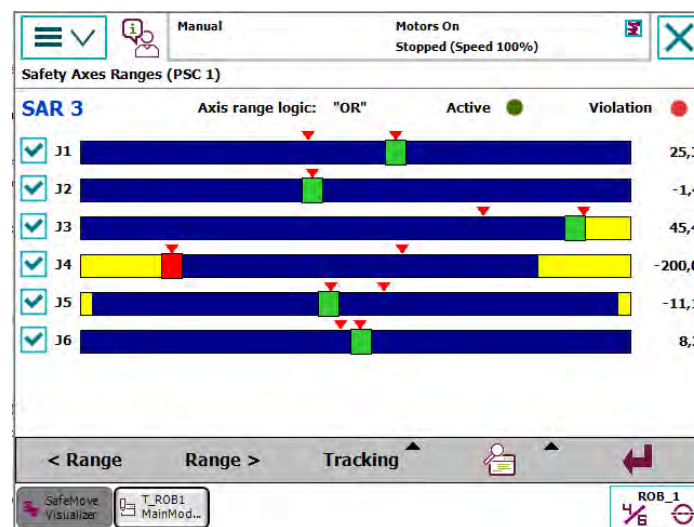 Manual
Motors On
Stopped (Speed 100%)
Safety Axes Ranges (PSC 1)
SAR 3 Axis range logic: "OR" Active Violation
J1
J2
J3
J4
J5
J6
< Range Range > Tracking
SafeMove
Visualizer
T_ROB1
MainMod...
ROB_1